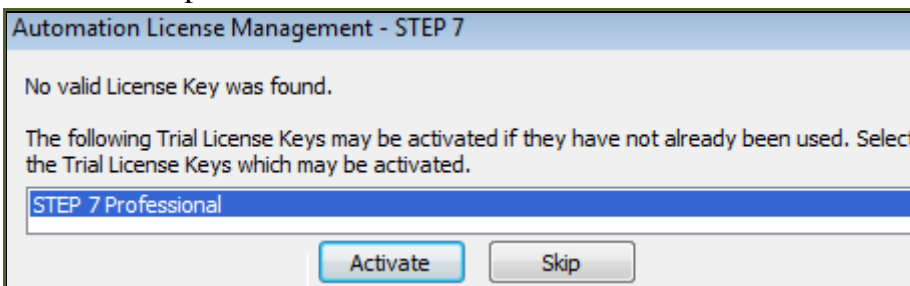 Automation License Management - STEP 7
No valid License Key was found.
The following Trial License Keys may be activated if they have not already been used. Select
the Trial License Keys which may be activated.
STEP 7 Professional
Activate Skip